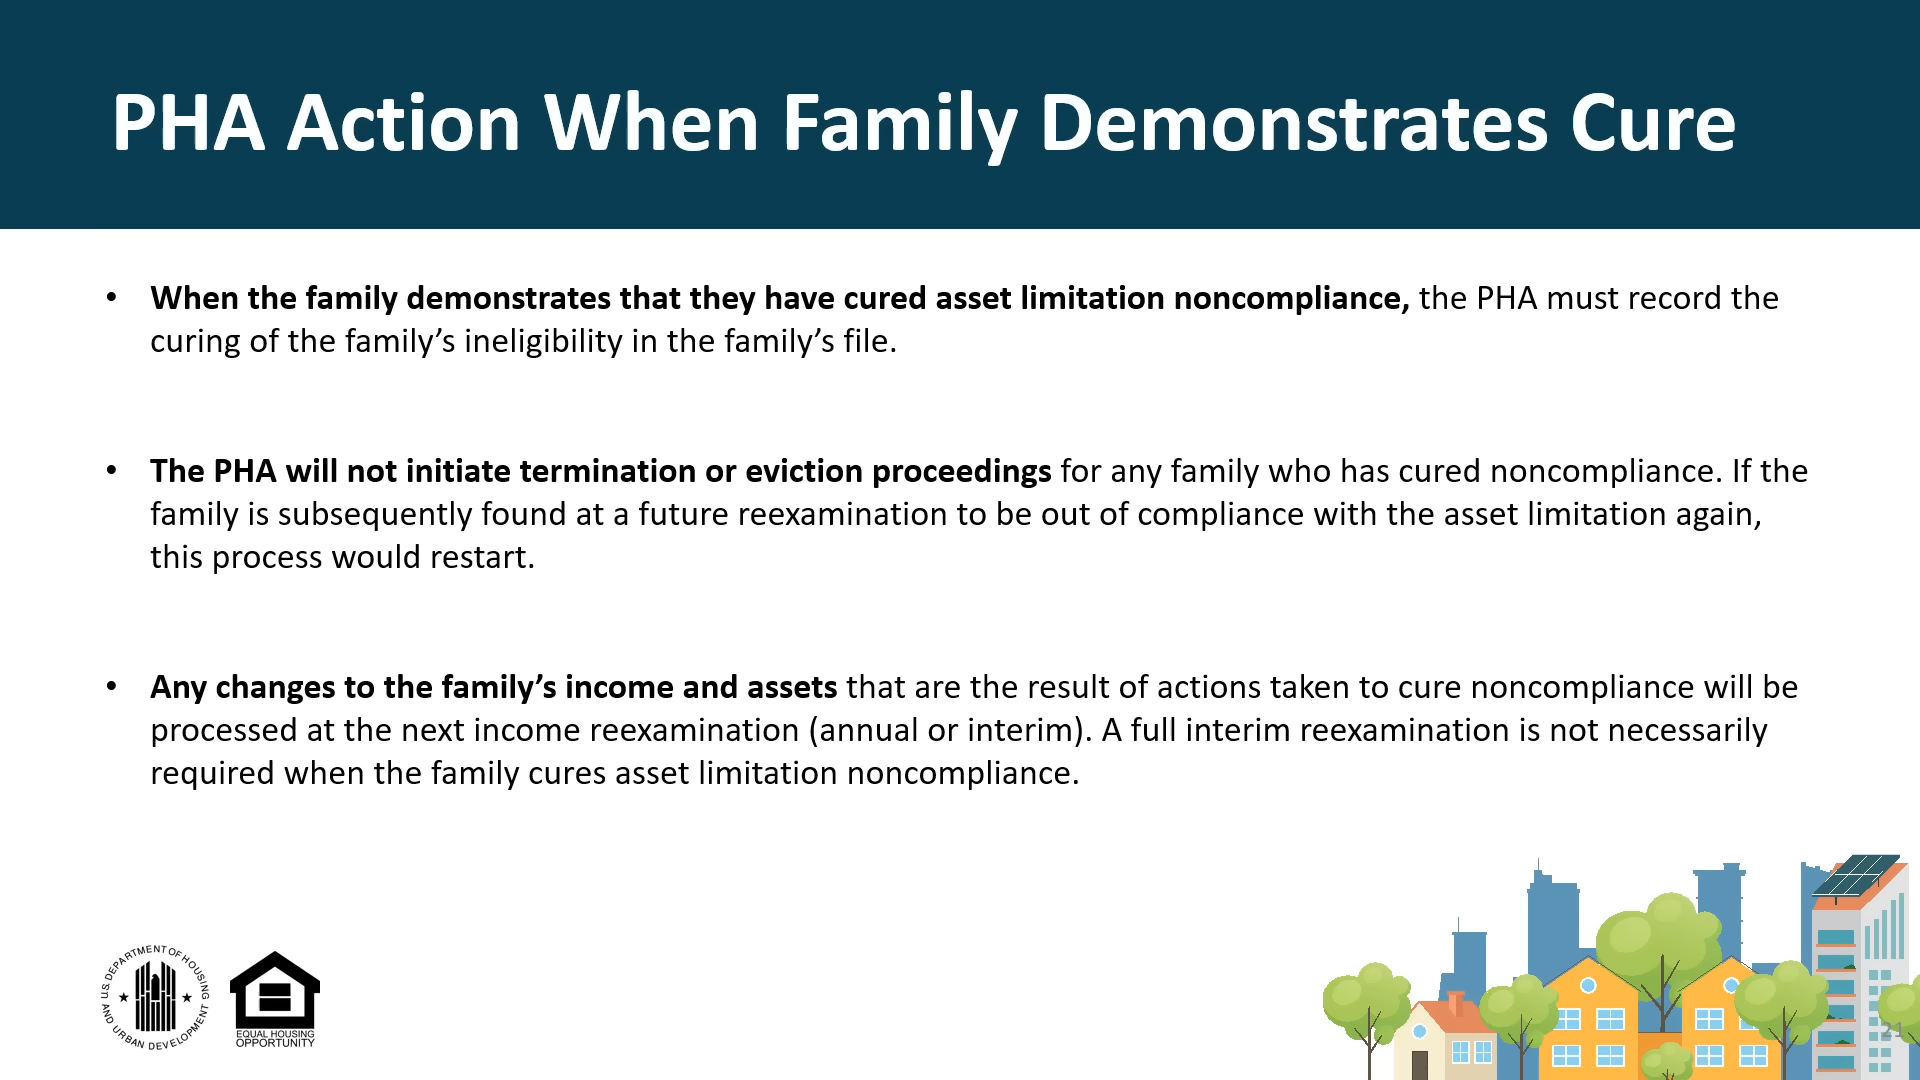 PHA Action When Family Demonstrates Cure
• When the family demonstrates that they have cured asset limitation noncompliance, the PHA must record the
curing of the family’s ineligibility in the family’s file.
• The PHA will not initiate termination or eviction proceedings for any family who has cured noncompliance. If the
family is subsequently found at a future reexamination to be out of compliance with the asset limitation again,
this process would restart.
• Any changes to the family’s income and assets that are the result of actions taken to cure noncompliance will be
processed at the next income reexamination (annual or interim). A full interim reexamination is not necessarily
required when the family cures asset limitation noncompliance.
U.S. DEPARTMENT OF HOUSING
AND URBAN DEVELOPMENT
EQUAL HOUSING
OPPORTUNITY
21